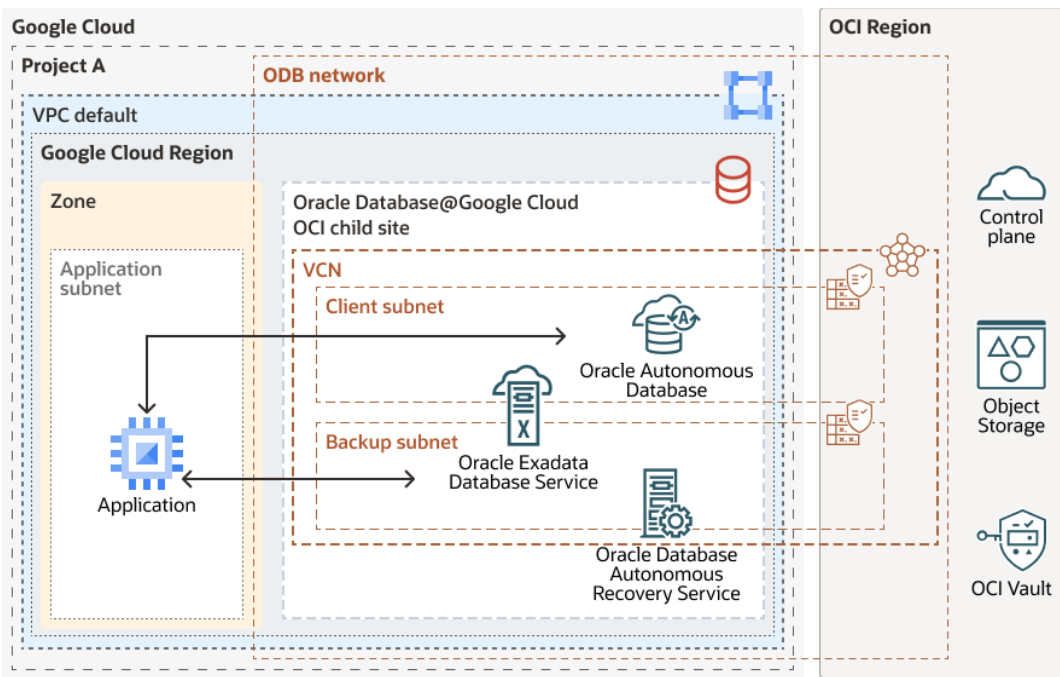 Google Cloud
OCI Region
Project A
ODB network
VPC default
Google Cloud Region
Zone
Oracle Database@Google Cloud
OCI child site
Application
subnet
VCN
Client subnet
A
Oracle Autonomous
Database
X
Backup subnet
Oracle Exadata
Database Service
Application
Oracle Database
Autonomous
Recovery Service
Control
plane
Object
Storage
OCI Vault